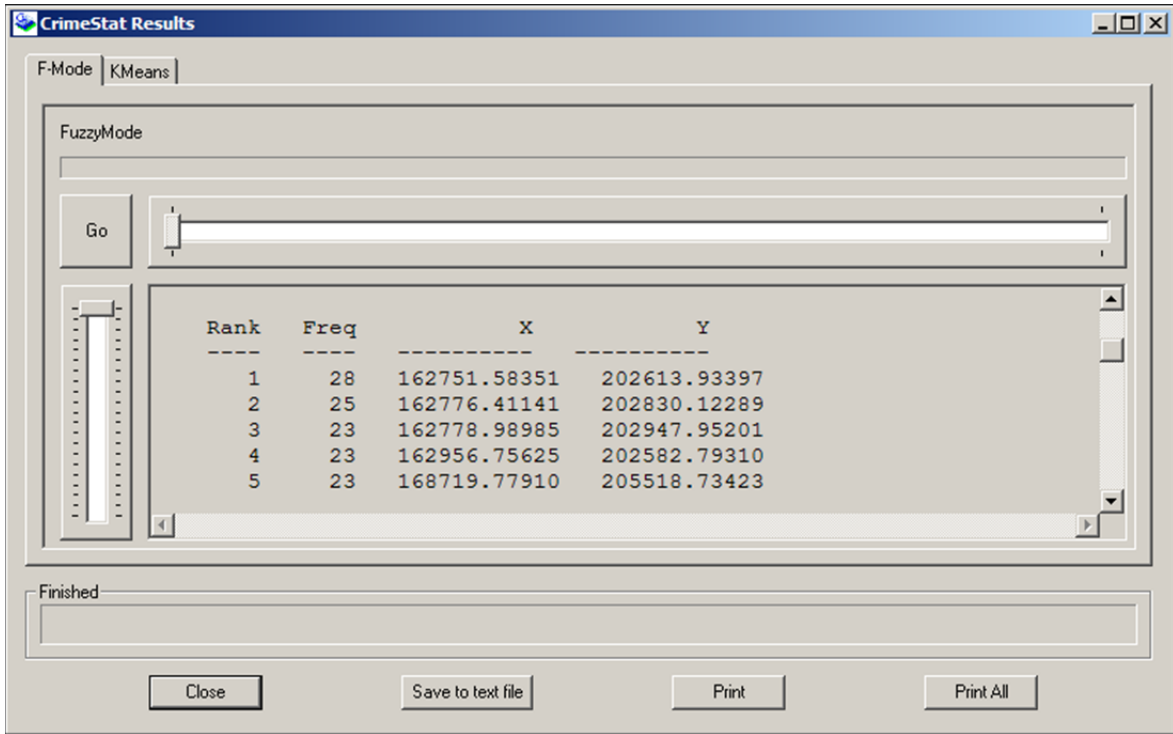 CrimeStat Results
F-Mode KMeans
FuzzyMode
Go
Rank Freq X Y
---- ---- ---------- ----------
1 28 162751.58351 202613.93397
2 25 162776.41141 202830.12289
3 23 162778.98985 202947.95201
4 23 162956.75625 202582.79310
5 23 168719.77910 205518.73423
Finished
Close Save to text file Print Print All